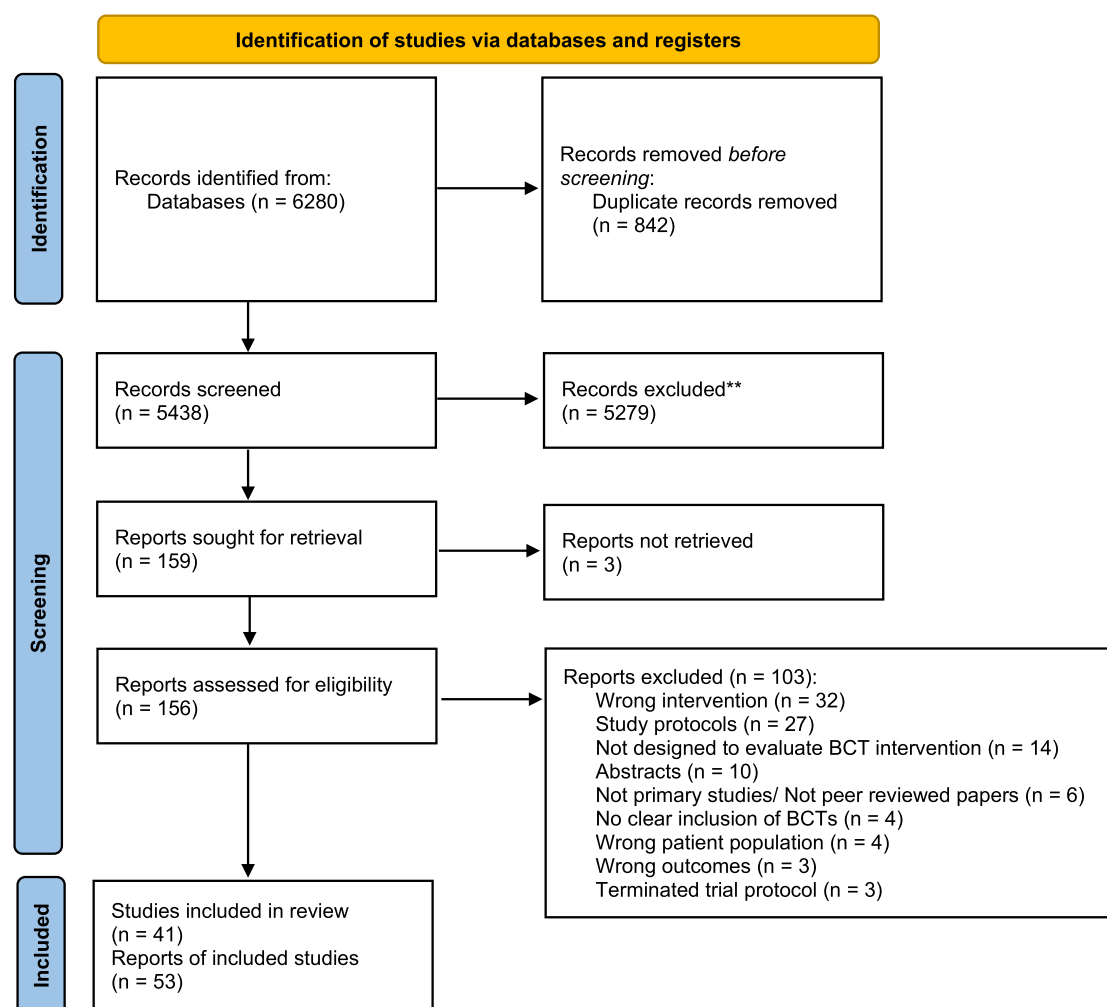 Identification of studies via databases and registers
Identification
Records identified from:
Databases (n = 6280)
Records removed before
screening:
Duplicate records removed
(n = 842)
Screening
Records screened
(n = 5438)
Records excluded**
(n = 5279)
Reports sought for retrieval
(n = 159)
Reports not retrieved
(n = 3)
Reports assessed for eligibility
(n = 156)
Reports excluded (n = 103):
Wrong intervention (n = 32)
Study protocols (n = 27)
Not designed to evaluate BCT intervention (n = 14)
Abstracts (n = 10)
Not primary studies/ Not peer reviewed papers (n = 6)
No clear inclusion of BCTs (n = 4)
Wrong patient population (n = 4)
Wrong outcomes (n = 3)
Terminated trial protocol (n = 3)
Included
Studies included in review
(n = 41)
Reports of included studies
(n = 53)